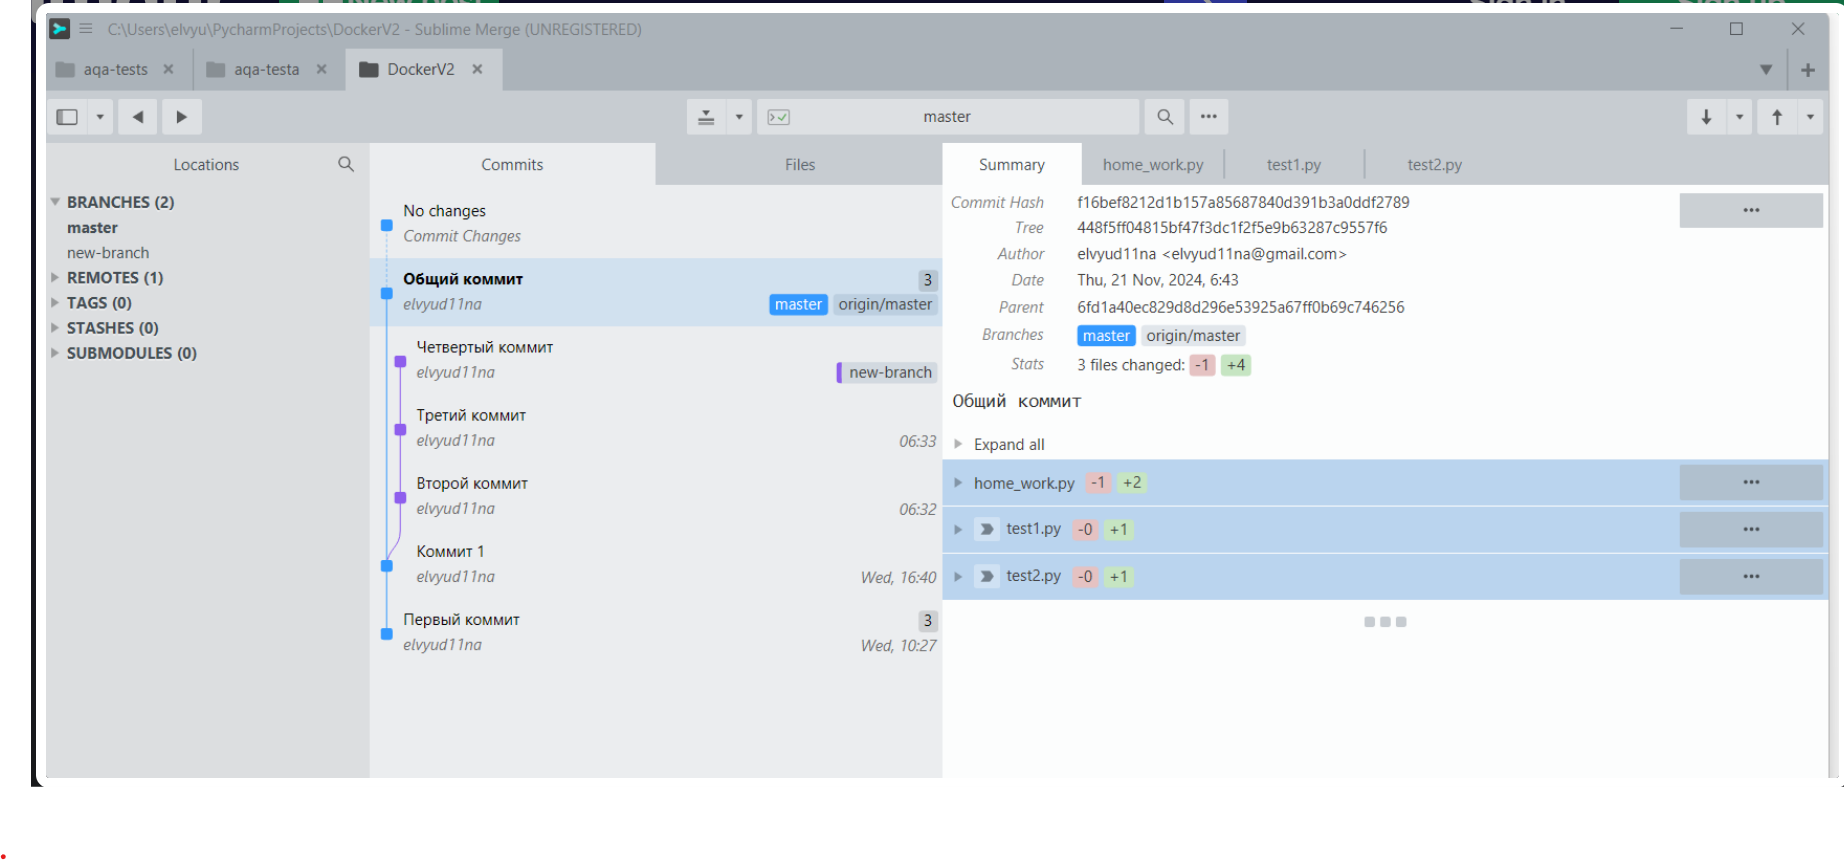 C:\Users\elvyu\PycharmProjects\DockerV2 - Sublime Merge (UNREGISTERED)
aqa-tests
aqa-testa
DockerV2
master
Locations
BRANCHES (2)
master
new-branch
REMOTES (1)
TAGS (0)
STASHES (0)
SUBMODULES (0)
Commits
Files
No changes
Commit Changes
Общий коммит 3
elvyud11na master origin/master
Четвертый коммит
elvyud11na new-branch
Третий коммит
elvyud11na 06:33
Второй коммит
elvyud11na 06:32
Коммит 1
elvyud11na Wed, 16:40
Первый коммит 3
elvyud11na Wed, 10:27
Summary
home_work.py
test1.py
test2.py
Commit Hash f16bef8212d1b157a85687840d391b3a0ddf2789
Tree 448f5ff04815bf47f3dc1f2f5e9b63287c9557f6
Author elvyud11na <elvyud11na@gmail.com>
Date Thu, 21 Nov, 2024, 6:43
Parent 6fd1a40ec829d8d296e53925a67ff0b69c746256
Branches master origin/master
Stats 3 files changed: -1 +4
Общий коммит
Expand all
home_work.py -1 +2
test1.py -0 +1
test2.py -0 +1